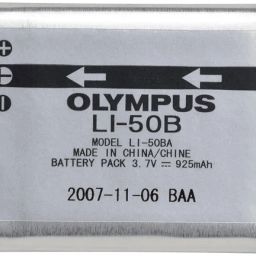 OLYMPUS
LI-50B
MODEL LI-50BA
MADE IN CHINA/CHINE
BATTERY PACK 3.7V ⎓ 925mAh
2007-11-06 BAA